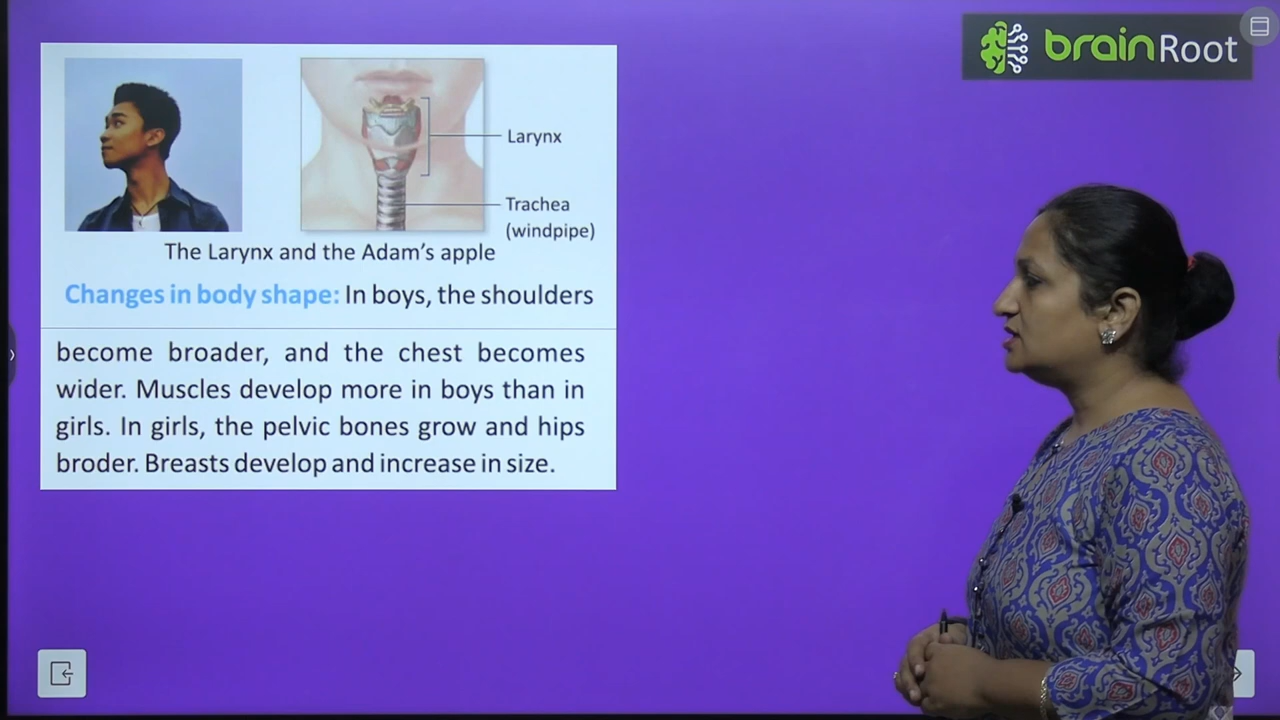 brainRoot
Larynx
Trachea
(windpipe)
The Larynx and the Adam's apple
Changes in body shape: In boys, the shoulders
become broader, and the chest becomes
wider. Muscles develop more in boys than in
girls. In girls, the pelvic bones grow and hips
broder. Breasts develop and increase in size.